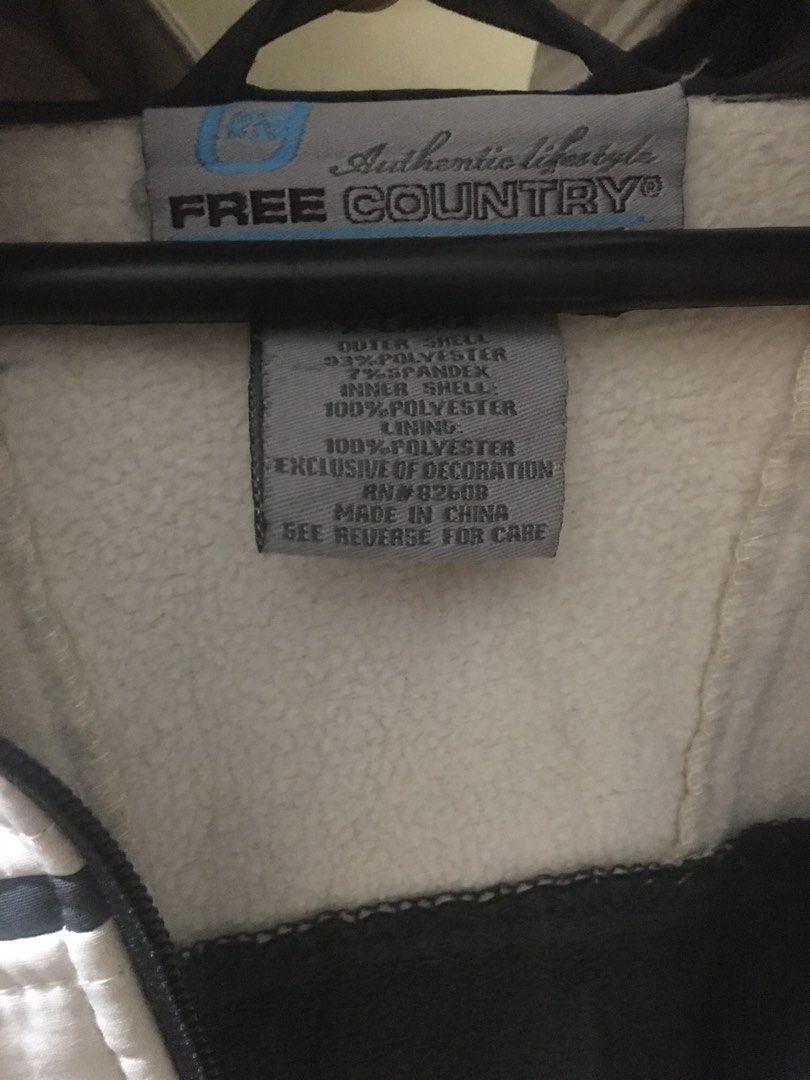 Authentic lifestyle
FREE COUNTRY®
X-LARGE
OUTER SHELL
93%POLYESTER
7%SPANDEX
INNER SHELL:
100%POLYESTER
LINING:
100%POLYESTER
EXCLUSIVE OF DECORATION
RN#82608
MADE IN CHINA
SEE REVERSE FOR CARE